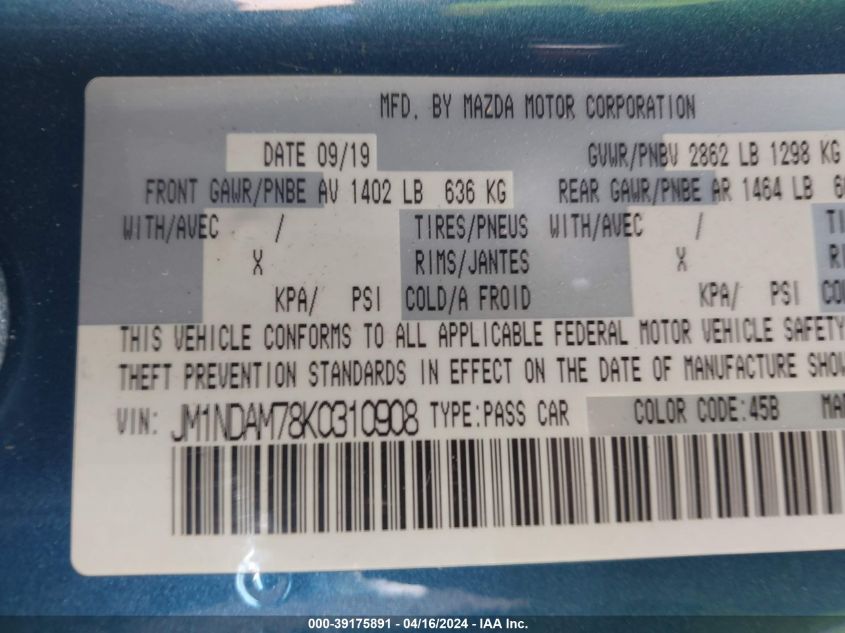 MFD. BY MAZDA MOTOR CORPORATION
DATE 09/19 GVWR/PNBV 2862 LB 1298 KG
FRONT GAWR/PNBE AV 1402 LB 636 KG REAR GAWR/PNBE AR 1464 LB
WITH/AVEC / TIRES/PNEUS WITH/AVEC /
X RIMS/JANTES X
KPA/ PSI COLD/A FROID KPA/ PSI
THIS VEHICLE CONFORMS TO ALL APPLICABLE FEDERAL MOTOR VEHICLE SAFETY
THEFT PREVENTION STANDARDS IN EFFECT ON THE DATE OF MANUFACTURE SHOW
VIN: JM1NDAM78K0310908 TYPE:PASS CAR COLOR CODE:45B
000-39175891 - 04/16/2024 - IAA Inc.